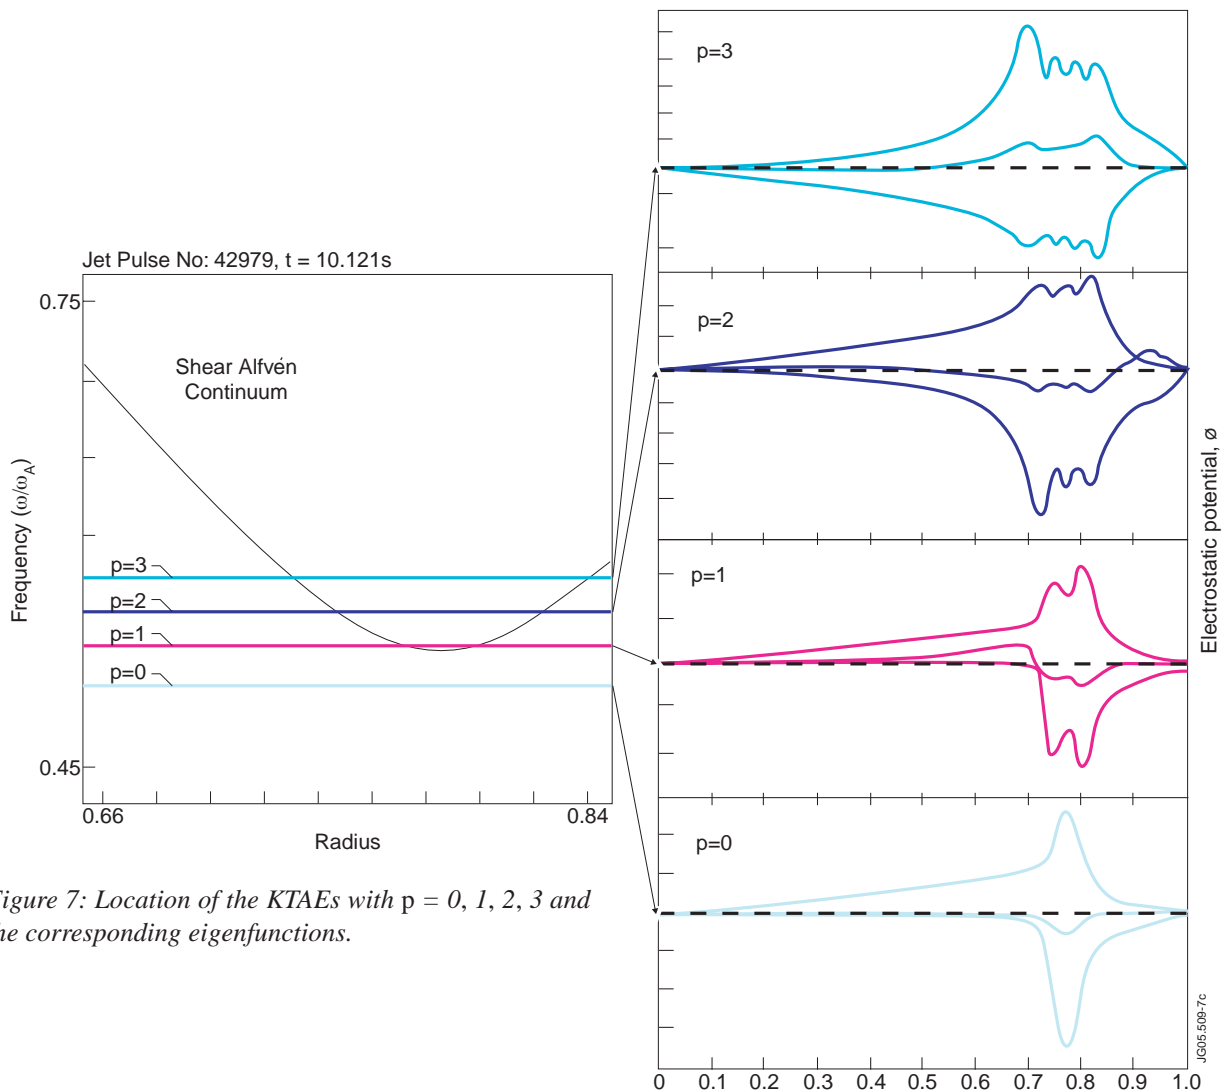 Jet Pulse No: 42979, t = 10.121s
0.75
0.45
Frequency (ω/ωA)
Shear Alfvén
Continuum
p=3
p=2
p=1
p=0
0.66
0.84
Radius
p=3
p=2
p=1
p=0
0 0.1 0.2 0.3 0.4 0.5 0.6 0.7 0.8 0.9 1.0
Electrostatic potential, ø
JG05.509-7c
igure 7: Location of the KTAEs with p = 0, 1, 2, 3 and
he corresponding eigenfunctions.